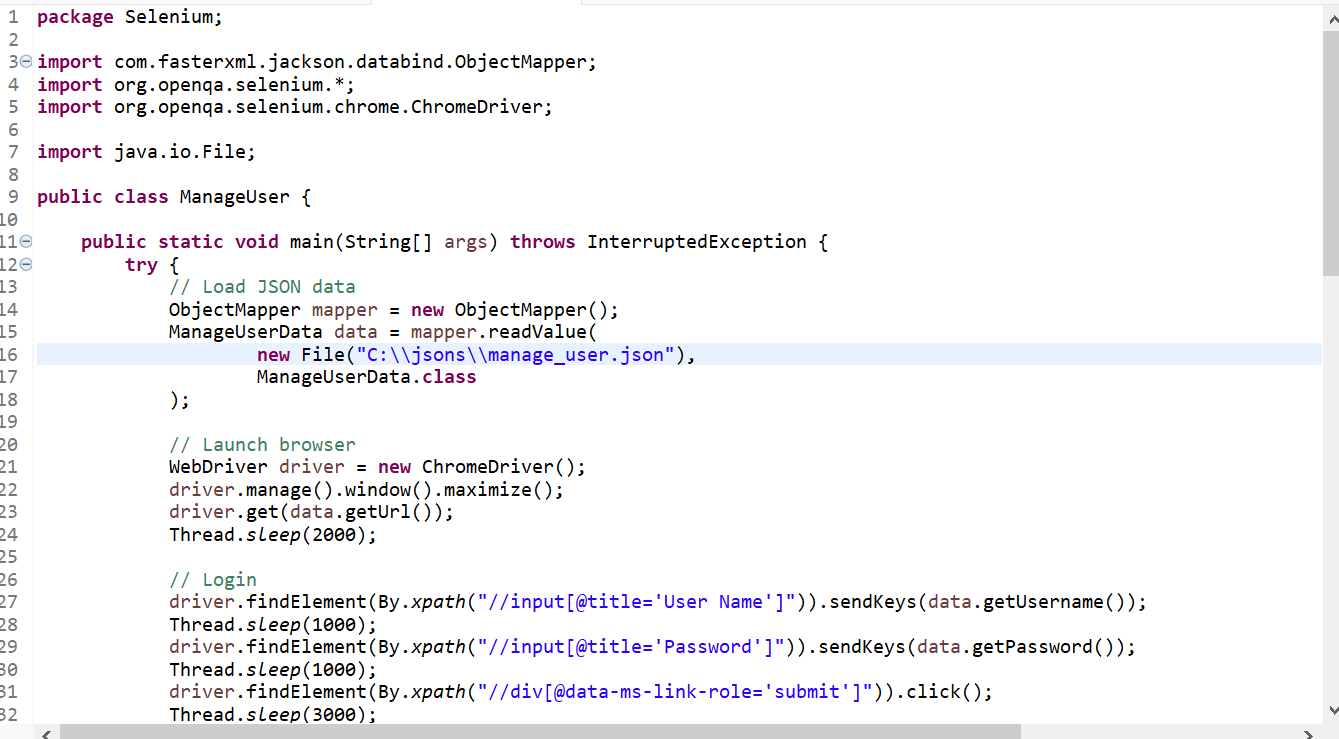 1 package Selenium;
2
3 import com.fasterxml.jackson.databind.ObjectMapper;
4 import org.openqa.selenium.*;
5 import org.openqa.selenium.chrome.ChromeDriver;
6
7 import java.io.File;
8
9 public class ManageUser {
10
11     public static void main(String[] args) throws InterruptedException {
12         try {
13             // Load JSON data
14             ObjectMapper mapper = new ObjectMapper();
15             ManageUserData data = mapper.readValue(
16                     new File("C:\\jsons\\manage_user.json"),
17                     ManageUserData.class
18             );
19
20             // Launch browser
21             WebDriver driver = new ChromeDriver();
22             driver.manage().window().maximize();
23             driver.get(data.getUrl());
24             Thread.sleep(2000);
25
26             // Login
27             driver.findElement(By.xpath("//input[@title='User Name']")).sendKeys(data.getUsername());
28             Thread.sleep(1000);
29             driver.findElement(By.xpath("//input[@title='Password']")).sendKeys(data.getPassword());
30             Thread.sleep(1000);
31             driver.findElement(By.xpath("//div[@data-ms-link-role='submit']")).click();
32             Thread.sleep(3000);